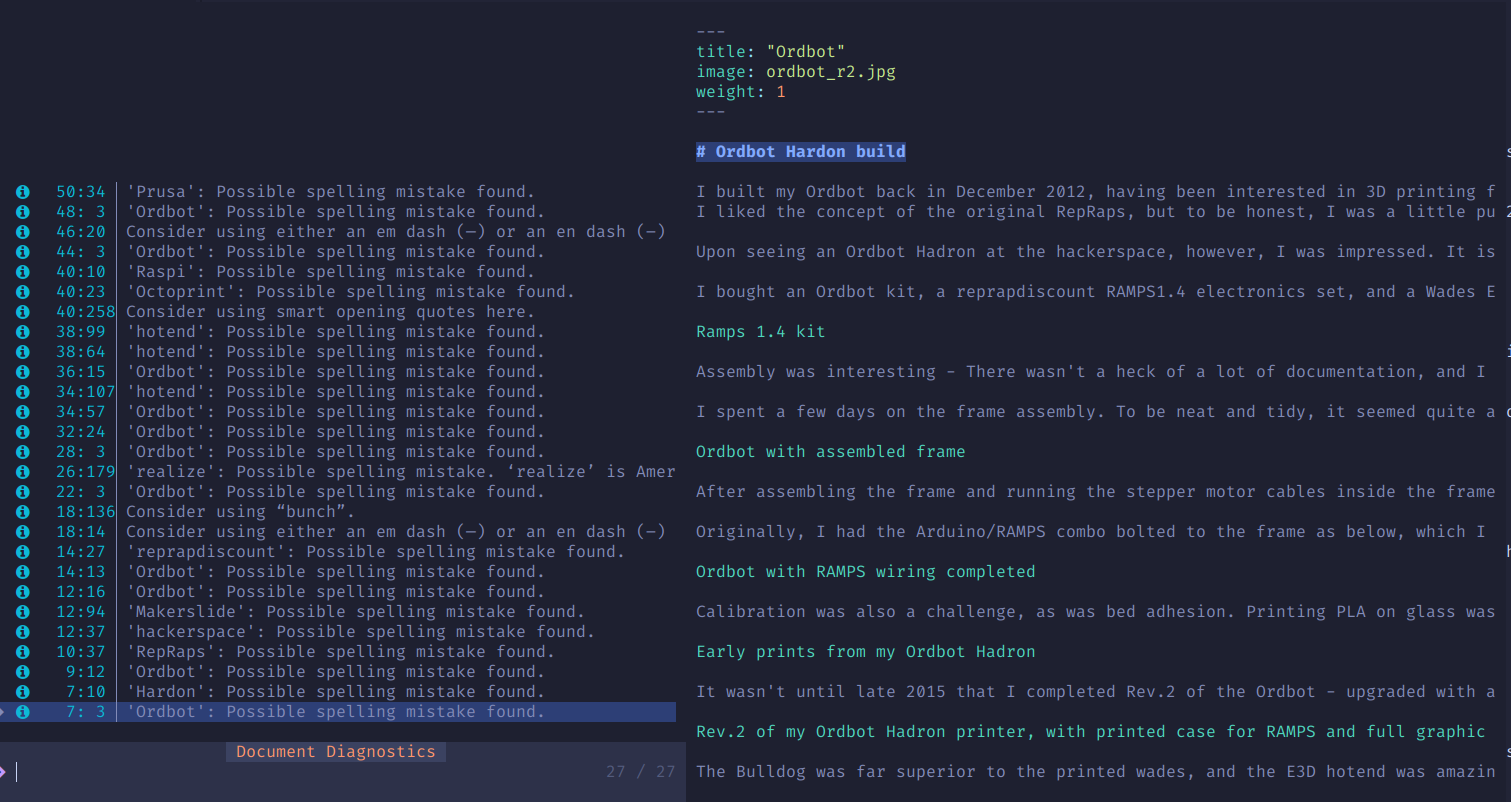 50:34 'Prusa': Possible spelling mistake found.
48: 3 'Ordbot': Possible spelling mistake found.
46:20 Consider using either an em dash (—) or an en dash (–)
44: 3 'Ordbot': Possible spelling mistake found.
40:10 'Raspi': Possible spelling mistake found.
40:23 'Octoprint': Possible spelling mistake found.
40:258 Consider using smart opening quotes here.
38:99 'hotend': Possible spelling mistake found.
38:64 'hotend': Possible spelling mistake found.
36:15 'Ordbot': Possible spelling mistake found.
34:107 'hotend': Possible spelling mistake found.
34:57 'Ordbot': Possible spelling mistake found.
32:24 'Ordbot': Possible spelling mistake found.
28: 3 'Ordbot': Possible spelling mistake found.
26:179 'realize': Possible spelling mistake. ‘realize’ is Amer
22: 3 'Ordbot': Possible spelling mistake found.
18:136 Consider using “bunch”.
18:14 Consider using either an em dash (—) or an en dash (–)
14:27 'reprapdiscount': Possible spelling mistake found.
14:13 'Ordbot': Possible spelling mistake found.
12:16 'Ordbot': Possible spelling mistake found.
12:94 'Makerslide': Possible spelling mistake found.
12:37 'hackerspace': Possible spelling mistake found.
10:37 'RepRaps': Possible spelling mistake found.
9:12 'Ordbot': Possible spelling mistake found.
7:10 'Hardon': Possible spelling mistake found.
7: 3 'Ordbot': Possible spelling mistake found.
Document Diagnostics
27 / 27
---
title: "Ordbot"
image: ordbot_r2.jpg
weight: 1
---
# Ordbot Hardon build
I built my Ordbot back in December 2012, having been interested in 3D printing f
I liked the concept of the original RepRaps, but to be honest, I was a little pu
Upon seeing an Ordbot Hadron at the hackerspace, however, I was impressed. It is
I bought an Ordbot kit, a reprapdiscount RAMPS1.4 electronics set, and a Wades E
Ramps 1.4 kit
Assembly was interesting - There wasn't a heck of a lot of documentation, and I
I spent a few days on the frame assembly. To be neat and tidy, it seemed quite a
Ordbot with assembled frame
After assembling the frame and running the stepper motor cables inside the frame
Originally, I had the Arduino/RAMPS combo bolted to the frame as below, which I
Ordbot with RAMPS wiring completed
Calibration was also a challenge, as was bed adhesion. Printing PLA on glass was
Early prints from my Ordbot Hadron
It wasn't until late 2015 that I completed Rev.2 of the Ordbot - upgraded with a
Rev.2 of my Ordbot Hadron printer, with printed case for RAMPS and full graphic
The Bulldog was far superior to the printed wades, and the E3D hotend was amazin